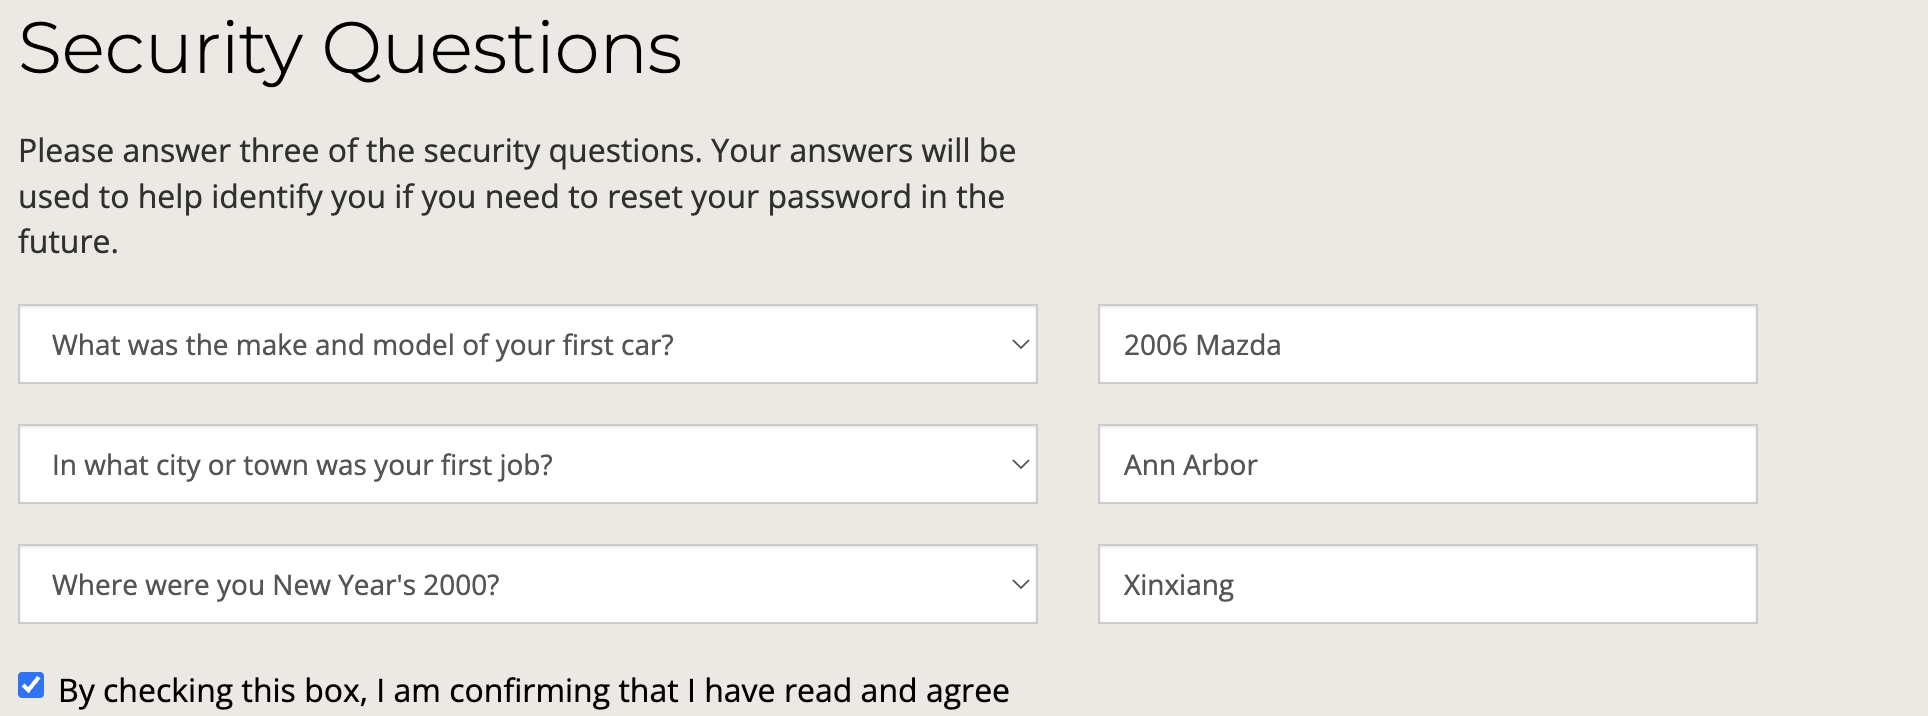 Security Questions
Please answer three of the security questions. Your answers will be
used to help identify you if you need to reset your password in the
future.
What was the make and model of your first car?
2006 Mazda
In what city or town was your first job?
Ann Arbor
Where were you New Year's 2000?
Xinxiang
By checking this box, I am confirming that I have read and agree